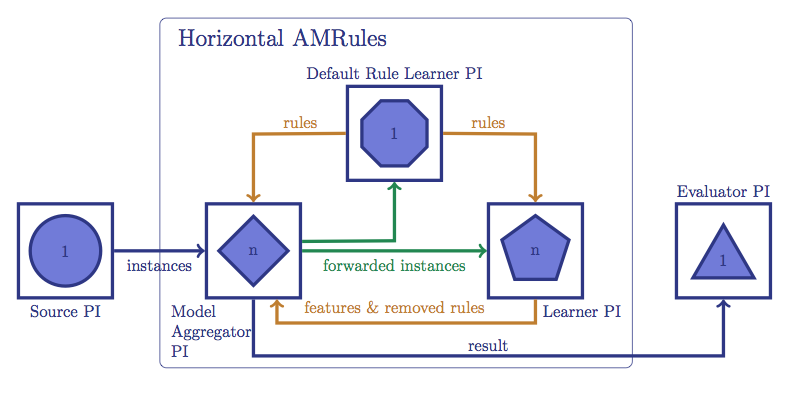 Horizontal AMRules
Default Rule Learner PI
rules
1
rules
Evaluator PI
1
instances
n
forwarded instances
n
1
Source PI
Model
Aggregator
PI
features & removed rules
Learner PI
result